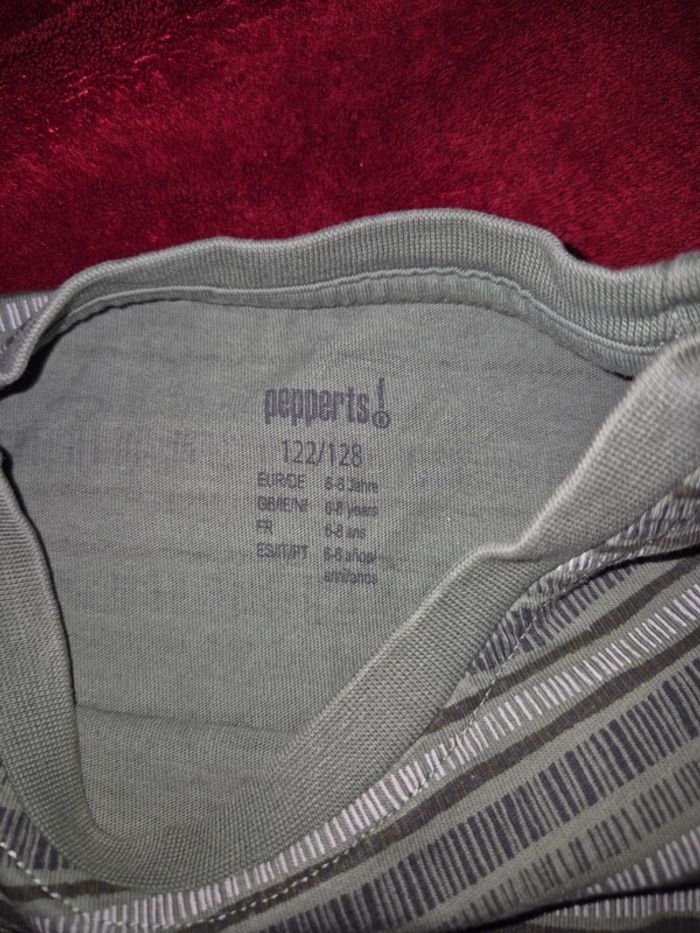 pepperts!®
122/128
EUR/DE 6-8 Jahre
GB/IE/NI 6-8 years
FR 6-8 ans
ES/IT/PT 6-8 años/
anni/anos